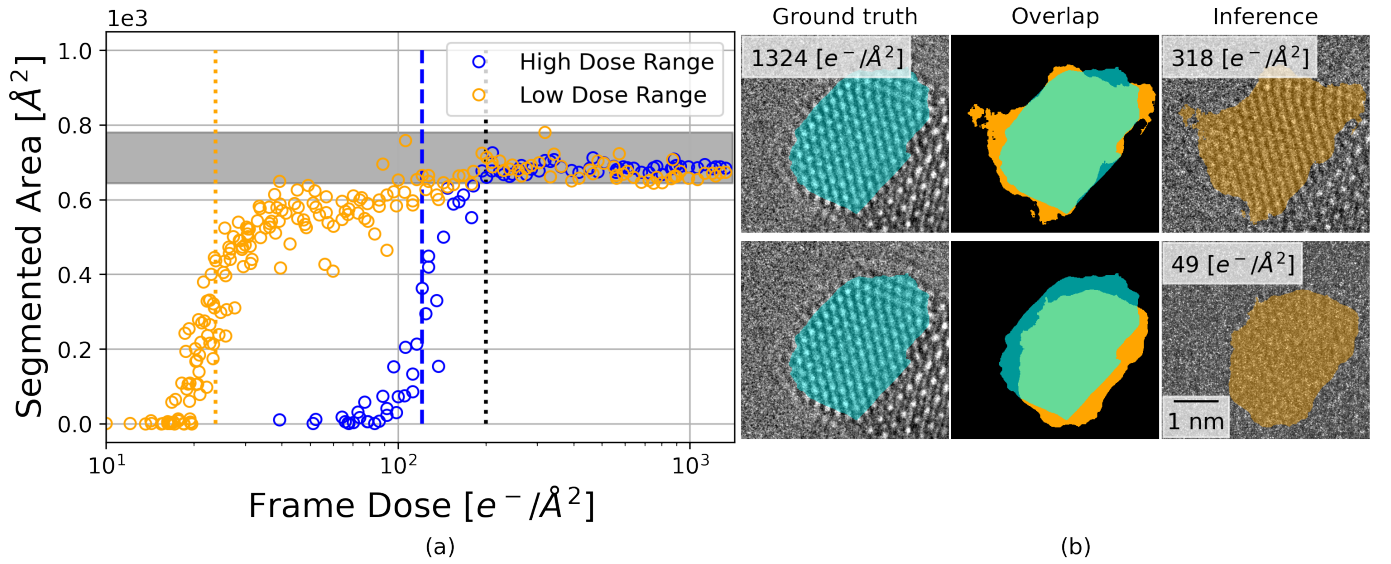 1e3
Segmented Area [Å²]
1.0
0.8
0.6
0.4
0.2
0.0
High Dose Range
Low Dose Range
10¹ 10² 10³
Frame Dose [e⁻/Å²]
(a)
Ground truth Overlap Inference
1324 [e⁻/Å²] 318 [e⁻/Å²]
49 [e⁻/Å²]
1 nm
(b)